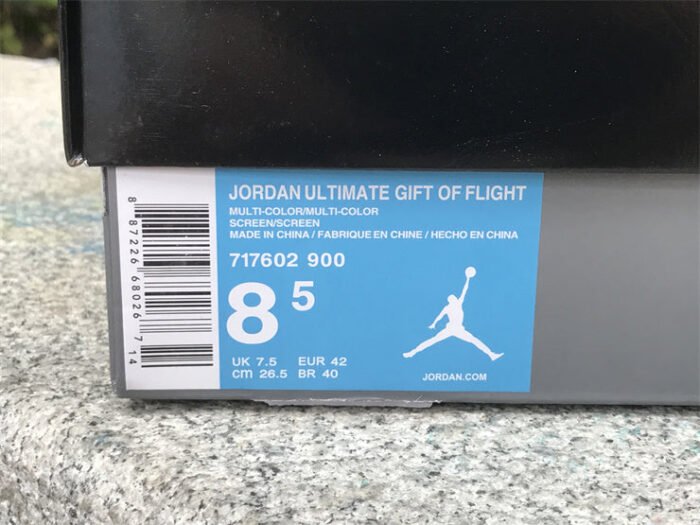 JORDAN ULTIMATE GIFT OF FLIGHT
MULTI-COLOR/MULTI-COLOR
SCREEN/SCREEN
MADE IN CHINA / FABRIQUE EN CHINE / HECHO EN CHINA
717602 900
8 5
UK 7.5 EUR 42
cm 26.5 BR 40
JORDAN.COM
8 87226 68026 7 14